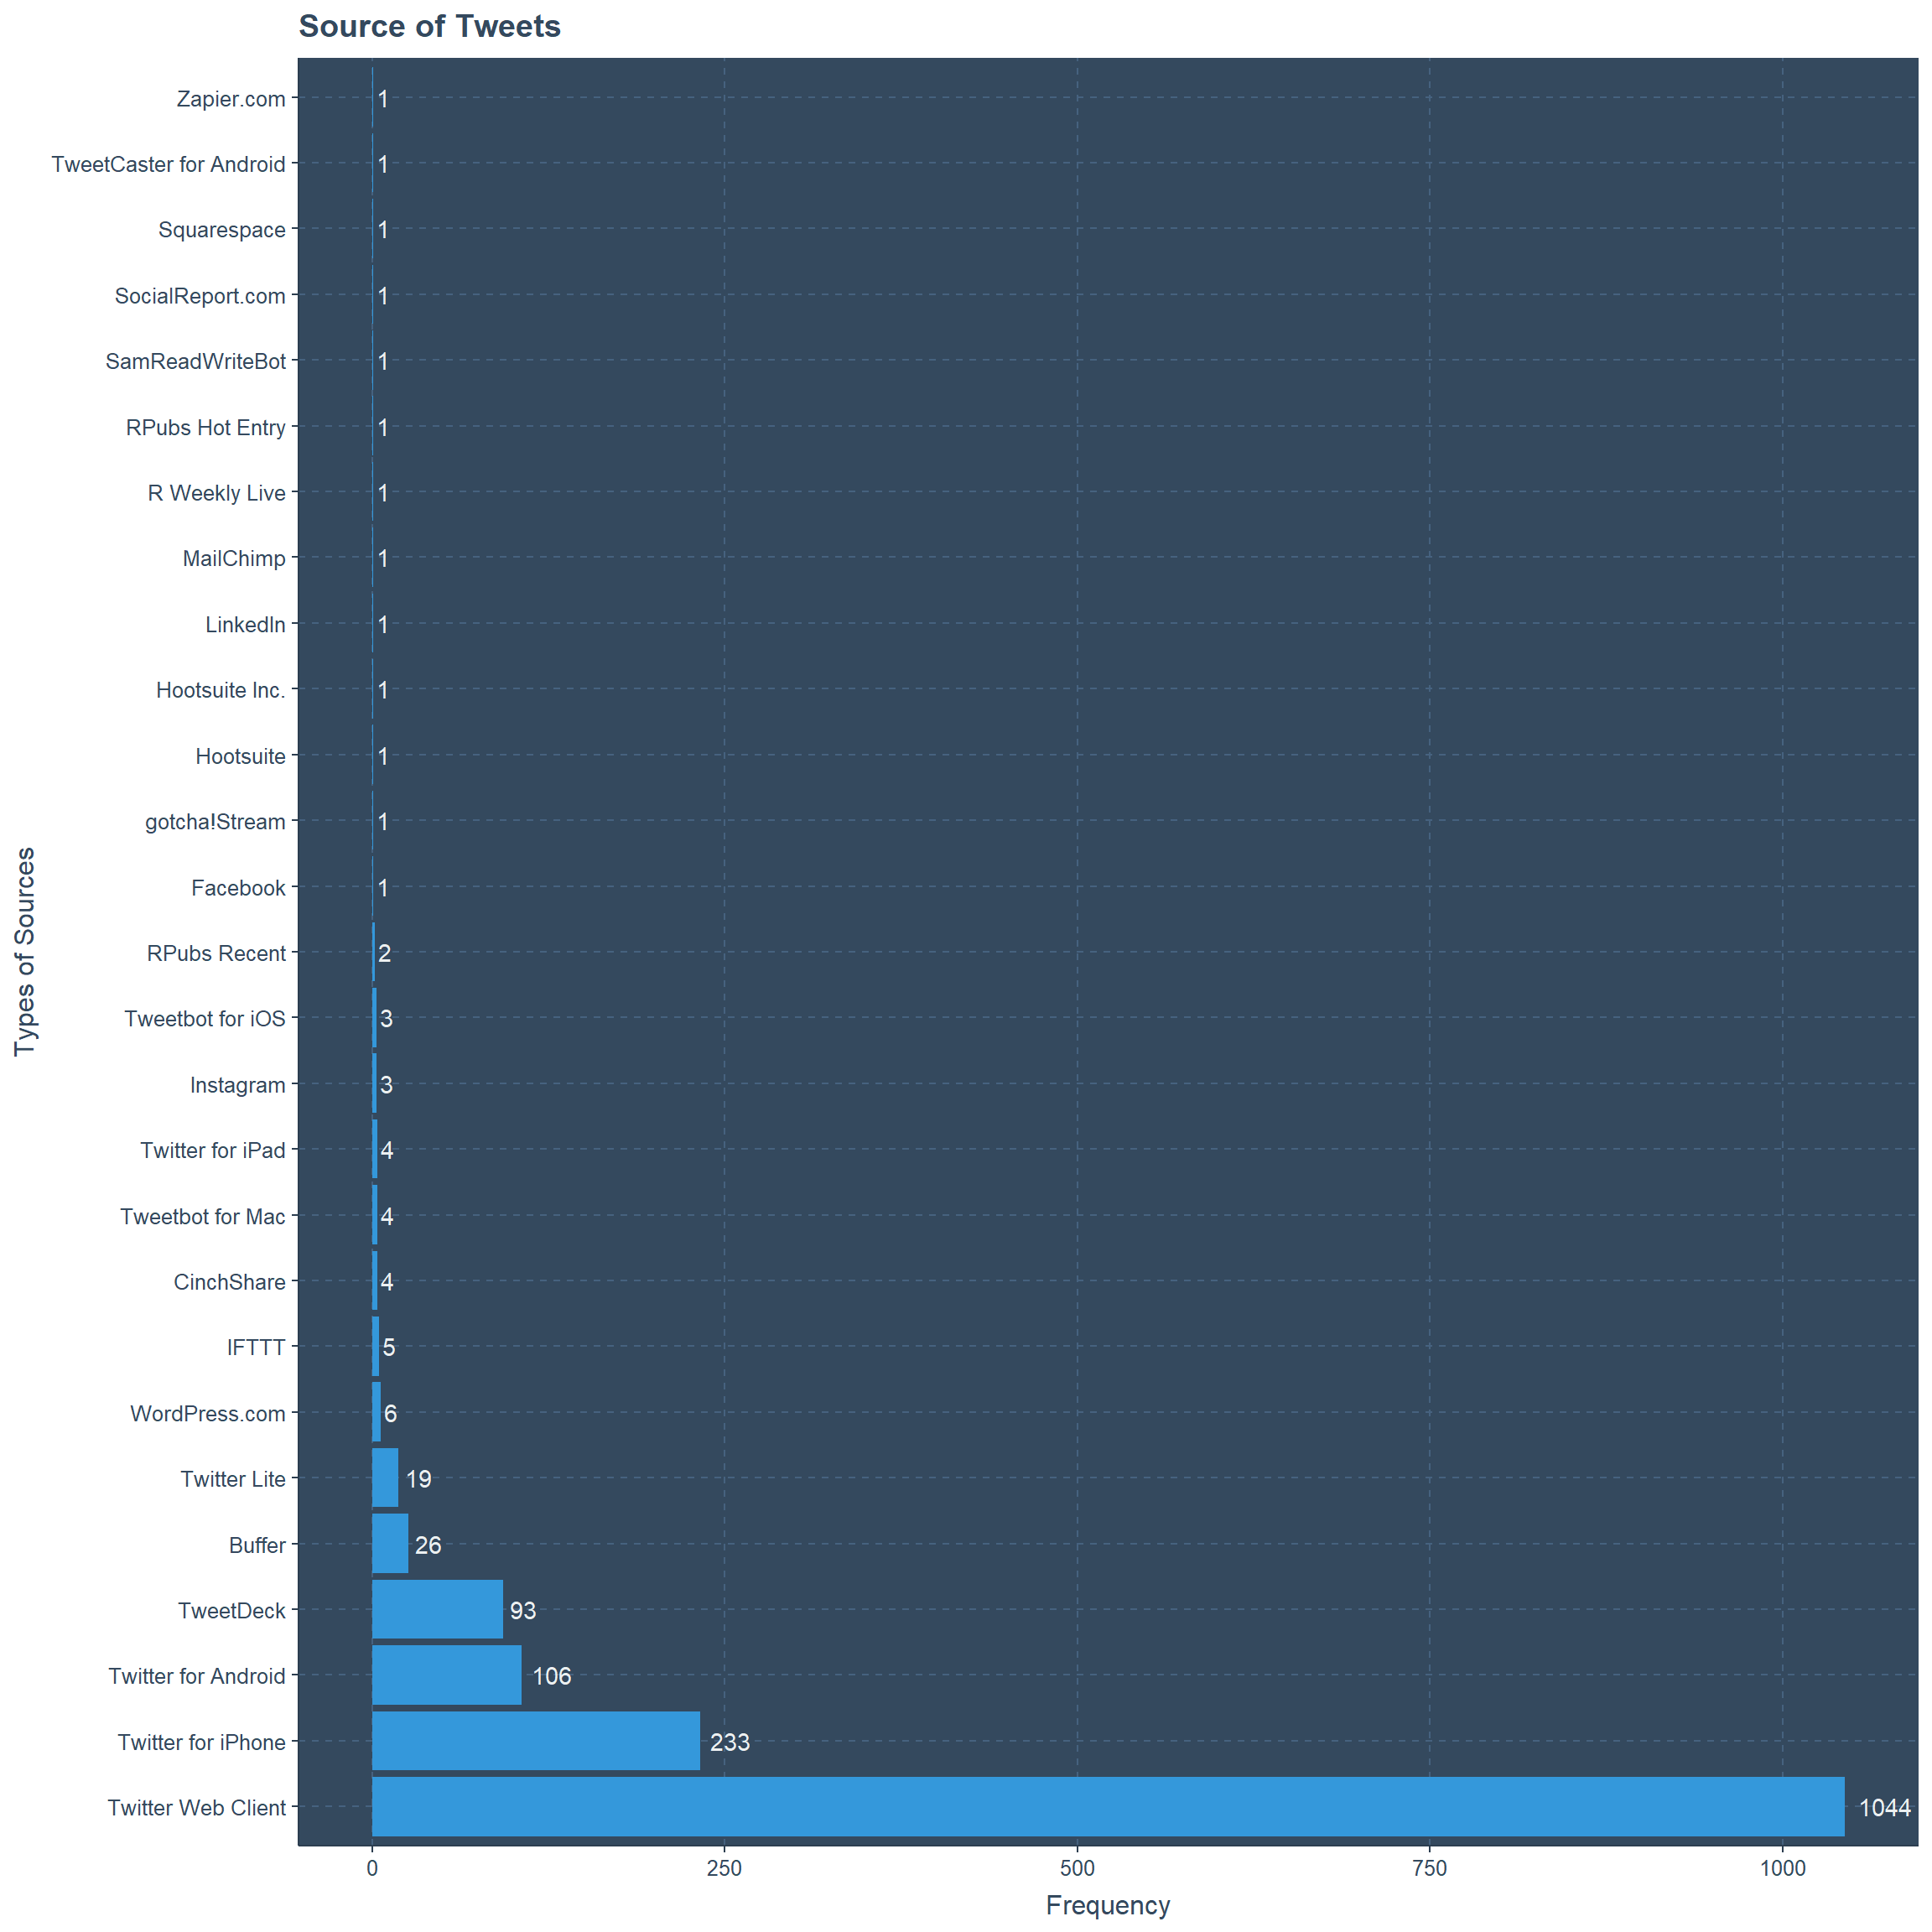 Source of Tweets
Types of Sources
Zapier.com 1
TweetCaster for Android 1
Squarespace 1
SocialReport.com 1
SamReadWriteBot 1
RPubs Hot Entry 1
R Weekly Live 1
MailChimp 1
LinkedIn 1
Hootsuite Inc. 1
Hootsuite 1
gotcha!Stream 1
Facebook 1
RPubs Recent 2
Tweetbot for iOS 3
Instagram 3
Twitter for iPad 4
Tweetbot for Mac 4
CinchShare 4
IFTTT 5
WordPress.com 6
Twitter Lite 19
Buffer 26
TweetDeck 93
Twitter for Android 106
Twitter for iPhone 233
Twitter Web Client 1044
0 250 500 750 1000
Frequency